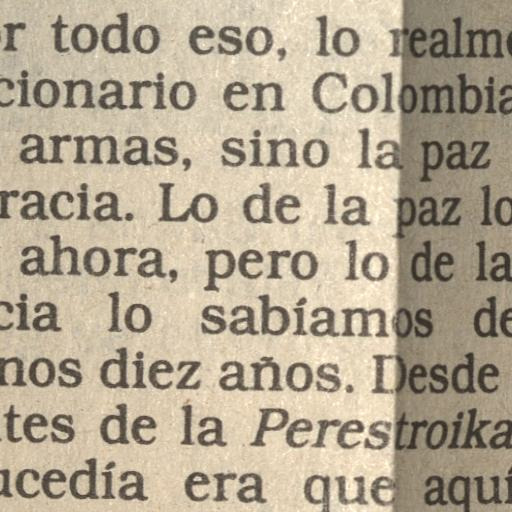 r todo eso, lo realme
cionario en Colombia
armas, sino la paz
racia. Lo de la paz lo
ahora, pero lo de la
cia lo sabíamos de
nos diez años. Desde
tes de la Perestroika
ucedía era que aquí